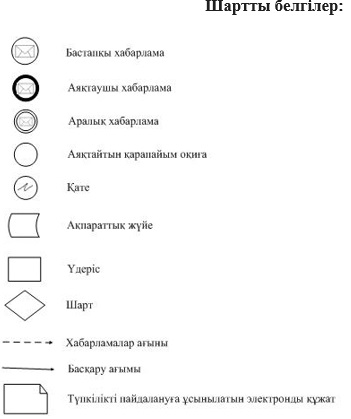 Шартты белгілер:
Бастапқы хабарлама
Аяқтаушы хабарлама
Аралық хабарлама
Аяқтайтын қарапайым оқиға
Қате
Ақпараттық жүйе
Үдеріс
Шарт
Хабарламалар ағыны
Басқару ағымы
Түпкілікті пайдалануға ұсынылатын электронды құжат